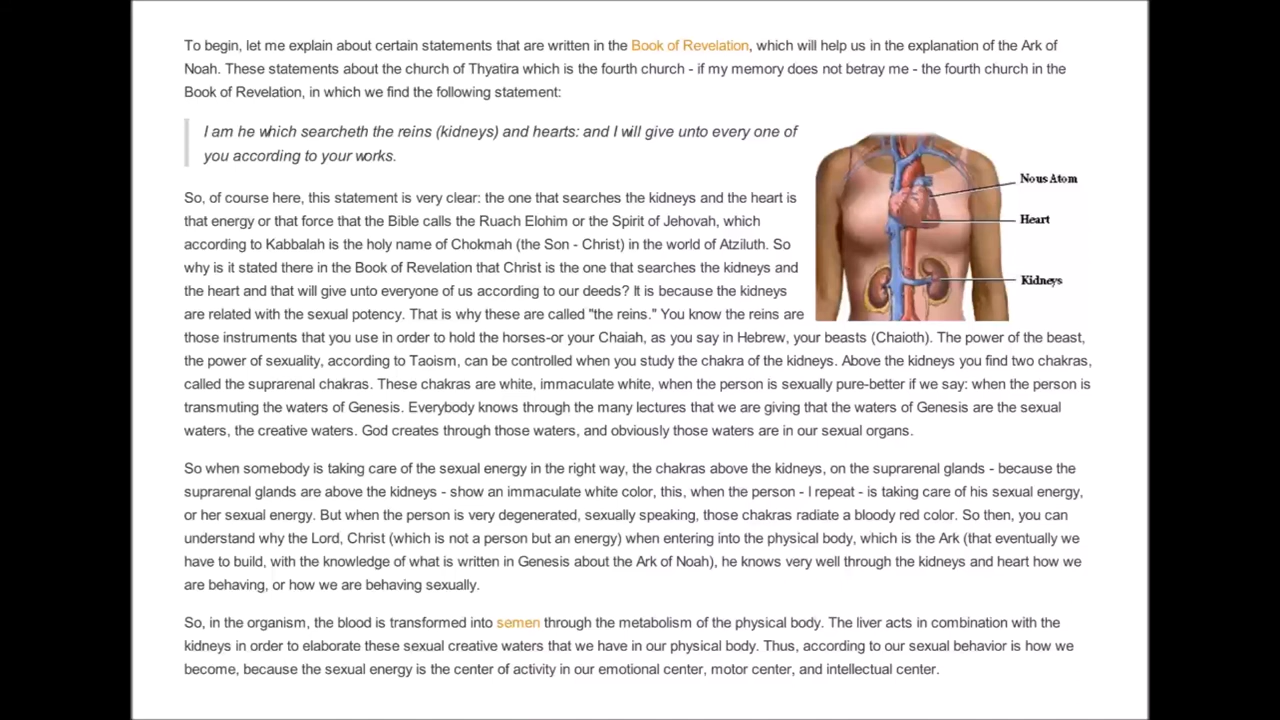 To begin, let me explain about certain statements that are written in the Book of Revelation, which will help us in the explanation of the Ark of
Noah. These statements about the church of Thyatira which is the fourth church - if my memory does not betray me - the fourth church in the
Book of Revelation, in which we find the following statement:
I am he which searcheth the reins (kidneys) and hearts: and I will give unto every one of
you according to your works.
Nous Atom
Heart
Kidneys
So, of course here, this statement is very clear: the one that searches the kidneys and the heart is
that energy or that force that the Bible calls the Ruach Elohim or the Spirit of Jehovah, which
according to Kabbalah is the holy name of Chokmah (the Son - Christ) in the world of Atziluth. So
why is it stated there in the Book of Revelation that Christ is the one that searches the kidneys and
the heart and that will give unto everyone of us according to our deeds? It is because the kidneys
are related with the sexual potency. That is why these are called "the reins." You know the reins are
those instruments that you use in order to hold the horses-or your Chaiah, as you say in Hebrew, your beasts (Chaioth). The power of the beast,
the power of sexuality, according to Taoism, can be controlled when you study the chakra of the kidneys. Above the kidneys you find two chakras,
called the suprarenal chakras. These chakras are white, immaculate white, when the person is sexually pure-better if we say: when the person is
transmuting the waters of Genesis. Everybody knows through the many lectures that we are giving that the waters of Genesis are the sexual
waters, the creative waters. God creates through those waters, and obviously those waters are in our sexual organs.
So when somebody is taking care of the sexual energy in the right way, the chakras above the kidneys, on the suprarenal glands - because the
suprarenal glands are above the kidneys - show an immaculate white color, this, when the person - I repeat - is taking care of his sexual energy,
or her sexual energy. But when the person is very degenerated, sexually speaking, those chakras radiate a bloody red color. So then, you can
understand why the Lord, Christ (which is not a person but an energy) when entering into the physical body, which is the Ark (that eventually we
have to build, with the knowledge of what is written in Genesis about the Ark of Noah), he knows very well through the kidneys and heart how we
are behaving, or how we are behaving sexually.
So, in the organism, the blood is transformed into semen through the metabolism of the physical body. The liver acts in combination with the
kidneys in order to elaborate these sexual creative waters that we have in our physical body. Thus, according to our sexual behavior is how we
become, because the sexual energy is the center of activity in our emotional center, motor center, and intellectual center.